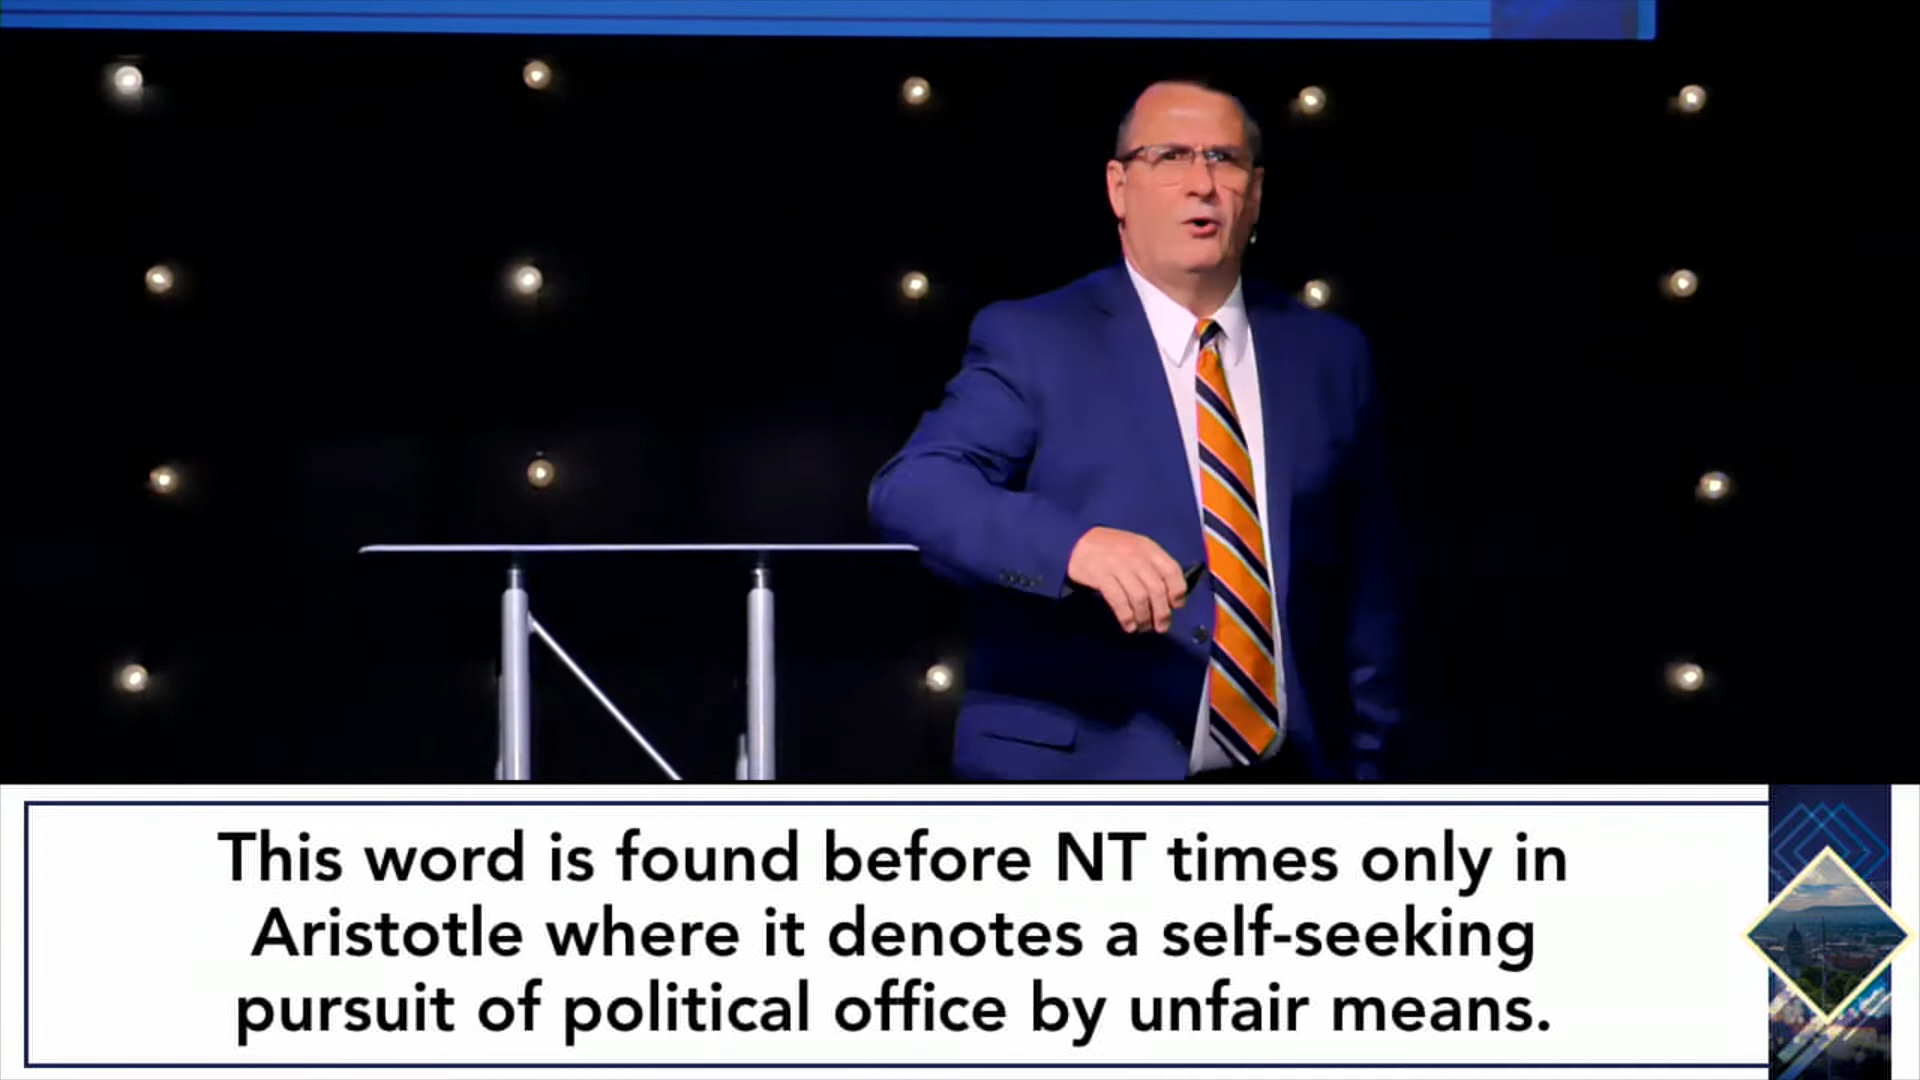 This word is found before NT times only in
Aristotle where it denotes a self-seeking
pursuit of political office by unfair means.